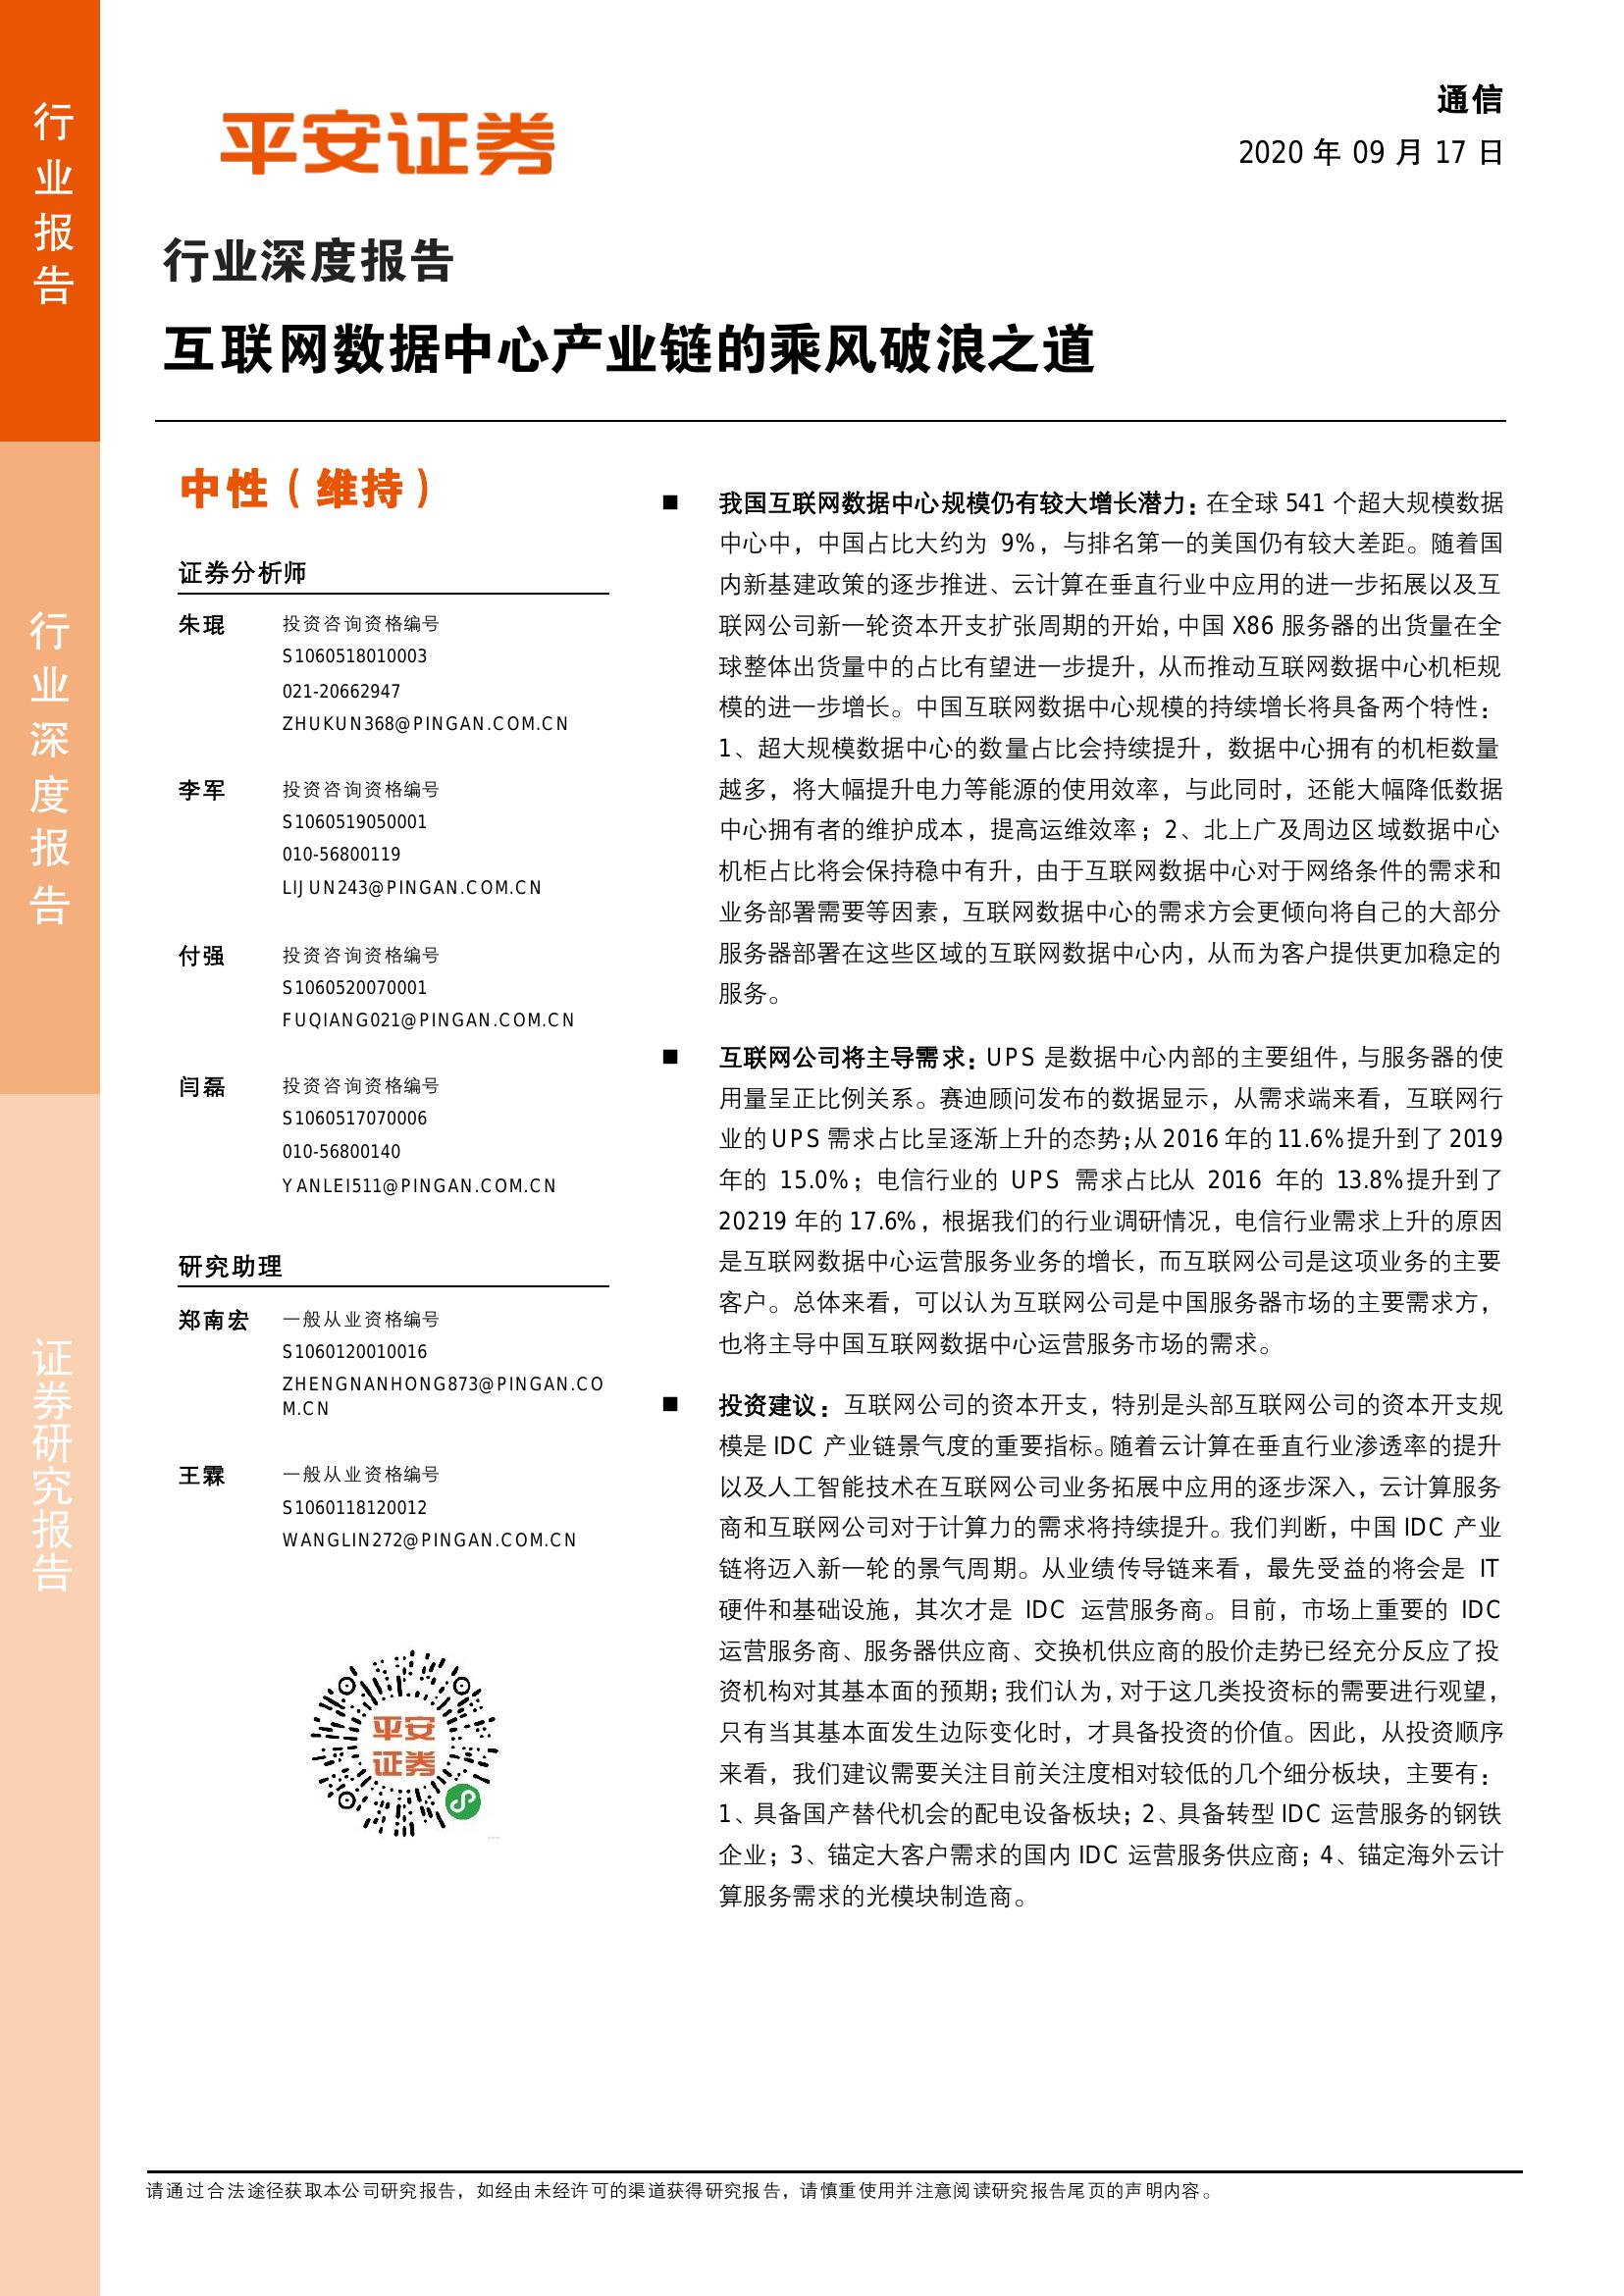 行业报告
行业深度报告
证券研究报告
平安证券
通信
2020 年 09 月 17 日
行业深度报告
互联网数据中心产业链的乘风破浪之道
中性（维持）
证券分析师
朱琨 投资咨询资格编号
S1060518010003
021-20662947
ZHUKUN368@PINGAN.COM.CN
李军 投资咨询资格编号
S1060519050001
010-56800119
LIJUN243@PINGAN.COM.CN
付强 投资咨询资格编号
S1060520070001
FUQIANG021@PINGAN.COM.CN
闫磊 投资咨询资格编号
S1060517070006
010-56800140
YANLEI511@PINGAN.COM.CN
研究助理
郑南宏 一般从业资格编号
S1060120010016
ZHENGNANHONG873@PINGAN.CO
M.CN
王霖 一般从业资格编号
S1060118120012
WANGLIN272@PINGAN.COM.CN
平安
证券
■ 我国互联网数据中心规模仍有较大增长潜力：在全球 541 个超大规模数据
中心中，中国占比大约为 9%，与排名第一的美国仍有较大差距。随着国
内新基建政策的逐步推进、云计算在垂直行业中应用的进一步拓展以及互
联网公司新一轮资本开支扩张周期的开始，中国 X86 服务器的出货量在全
球整体出货量中的占比有望进一步提升，从而推动互联网数据中心机柜规
模的进一步增长。中国互联网数据中心规模的持续增长将具备两个特性：
1、超大规模数据中心的数量占比会持续提升，数据中心拥有的机柜数量
越多，将大幅提升电力等能源的使用效率，与此同时，还能大幅降低数据
中心拥有者的维护成本，提高运维效率；2、北上广及周边区域数据中心
机柜占比将会保持稳中有升，由于互联网数据中心对于网络条件的需求和
业务部署需要等因素，互联网数据中心的需求方会更倾向将自己的大部分
服务器部署在这些区域的互联网数据中心内，从而为客户提供更加稳定的
服务。
■ 互联网公司将主导需求：UPS 是数据中心内部的主要组件，与服务器的使
用量呈正比例关系。赛迪顾问发布的数据显示，从需求端来看，互联网行
业的 UPS 需求占比呈逐渐上升的态势；从 2016 年的 11.6%提升到了 2019
年的 15.0%；电信行业的 UPS 需求占比从 2016 年的 13.8%提升到了
20219 年的 17.6%，根据我们的行业调研情况，电信行业需求上升的原因
是互联网数据中心运营服务业务的增长，而互联网公司是这项业务的主要
客户。总体来看，可以认为互联网公司是中国服务器市场的主要需求方，
也将主导中国互联网数据中心运营服务市场的需求。
■ 投资建议：互联网公司的资本开支，特别是头部互联网公司的资本开支规
模是 IDC 产业链景气度的重要指标。随着云计算在垂直行业渗透率的提升
以及人工智能技术在互联网公司业务拓展中应用的逐步深入，云计算服务
商和互联网公司对于计算力的需求将持续提升。我们判断，中国 IDC 产业
链将迈入新一轮的景气周期。从业绩传导链来看，最先受益的将会是 IT
硬件和基础设施，其次才是 IDC 运营服务商。目前，市场上重要的 IDC
运营服务商、服务器供应商、交换机供应商的股价走势已经充分反应了投
资机构对其基本面的预期；我们认为，对于这几类投资标的需要进行观望，
只有当其基本面发生边际变化时，才具备投资的价值。因此，从投资顺序
来看，我们建议需要关注目前关注度相对较低的几个细分板块，主要有：
1、具备国产替代机会的配电设备板块；2、具备转型 IDC 运营服务的钢铁
企业；3、锚定大客户需求的国内 IDC 运营服务供应商；4、锚定海外云计
算服务需求的光模块制造商。
请通过合法途径获取本公司研究报告，如经由未经许可的渠道获得研究报告，请慎重使用并注意阅读研究报告尾页的声明内容。